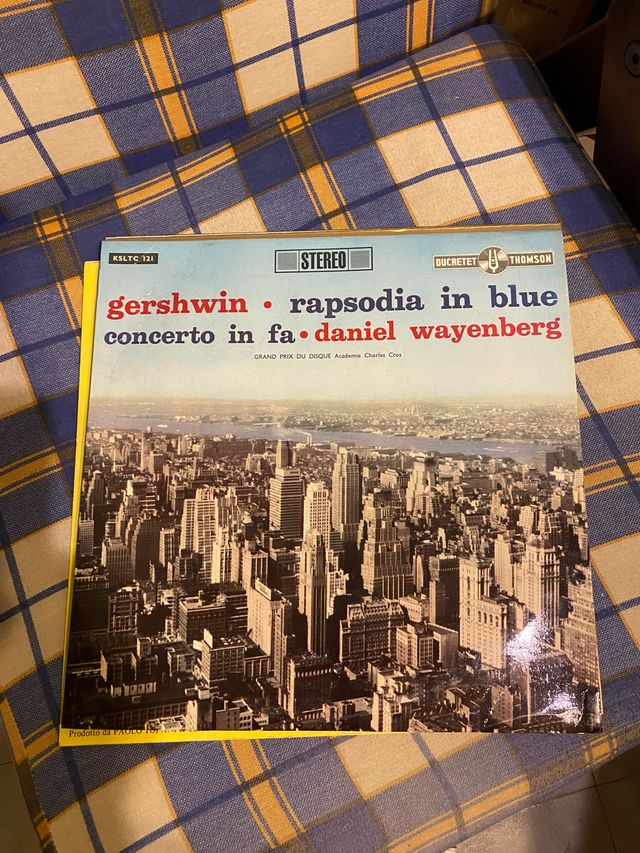 KSLTC 121
STEREO
DUCRETET THOMSON
gershwin • rapsodia in blue
concerto in fa • daniel wayenberg
GRAND PRIX DU DISQUE Academie Charles Cros
Prodotto da PAOLO